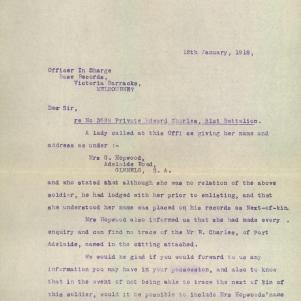 12th January, 1918,
Officer In Charge
Base Records,
Victoria Barracks,
MELBOURNE?
Dear Sir,
re No Private Edward Charles, 31st Battalion.
A lady called at this Office giving her name and
address as under :-
Mrs G. Hopwood,
Adelaide Road,
S. A.
and who stated that although she was no relation of the above
soldier, he had lodged with her prior to enlisting, and that
she understood her name was placed on his records as Next-of-kin.
Mrs Hopwood also informed us that she had made every
enquiry and can find no trace of the Mr W. Charles, of Port
Adelaide, named in the cutting attached.
We would be glad if you would forward to us any
information you may have in your possession, and also to know
that in the event of not being able to trace the next of kin of
this soldier, would it be possible to include Mrs Hopwoods'name